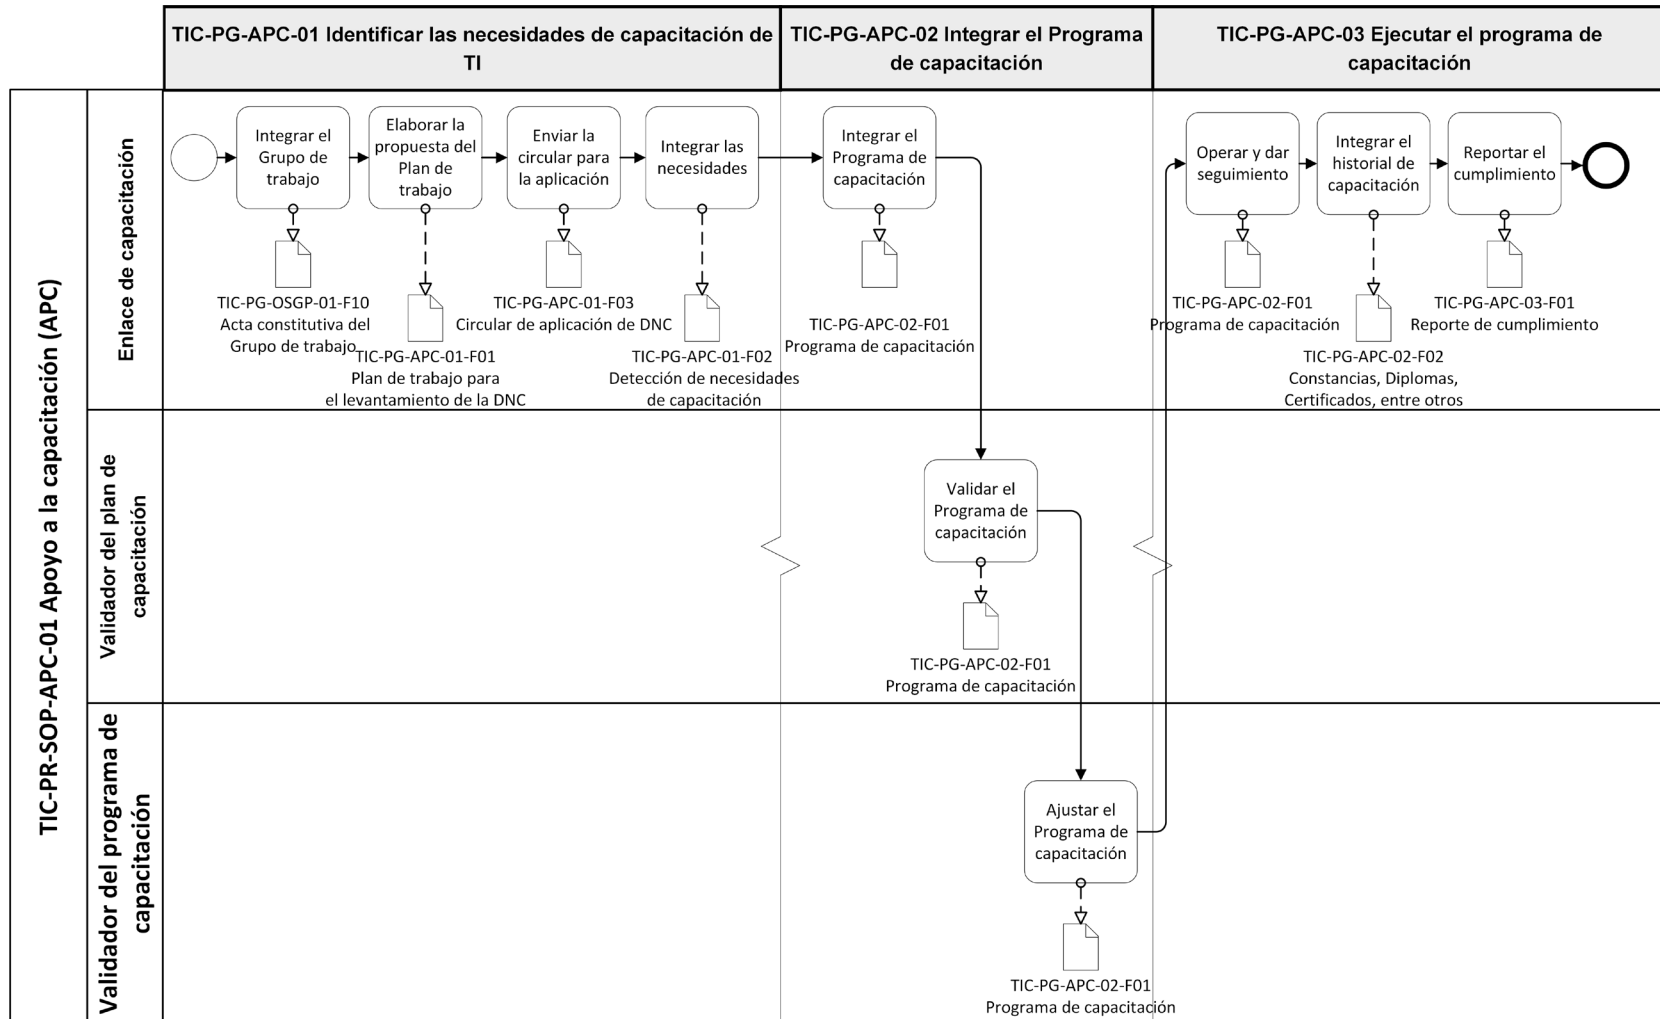 TIC-PG-APC-01 Identificar las necesidades de capacitación de
TI
TIC-PG-APC-02 Integrar el Programa
de capacitación
TIC-PG-APC-03 Ejecutar el programa de
capacitación
TIC-PR-SOP-APC-01 Apoyo a la capacitación (APC)
Enlace de capacitación
Integrar el
Grupo de
trabajo
Elaborar la
propuesta del
Plan de
trabajo
Enviar la
circular para
la aplicación
Integrar las
necesidades
Integrar el
Programa de
capacitación
Operar y dar
seguimiento
Integrar el
historial de
capacitación
Reportar el
cumplimiento
TIC-PG-OSGP-01-F10
Acta constitutiva del
Grupo de trabajo
TIC-PG-APC-01-F01
Plan de trabajo para
el levantamiento de la DNC
TIC-PG-APC-01-F03
Circular de aplicación de DNC
TIC-PG-APC-01-F02
Detección de necesidades
de capacitación
TIC-PG-APC-02-F01
Programa de capacitación
TIC-PG-APC-02-F01
Programa de capacitación
TIC-PG-APC-02-F02
Constancias, Diplomas,
Certificados, entre otros
TIC-PG-APC-03-F01
Reporte de cumplimiento
Validador del plan de
capacitación
Validar el
Programa de
capacitación
TIC-PG-APC-02-F01
Programa de capacitación
Validador del programa de
capacitación
Ajustar el
Programa de
capacitación
TIC-PG-APC-02-F01
Programa de capacitación